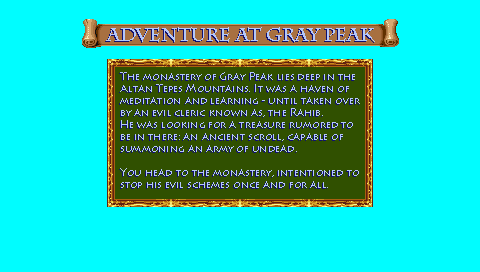 ADVENTURE AT GRAY PEAK
The monastery of Gray Peak lies deep in the
Altan Tepes Mountains. It was a haven of
meditation and learning - until taken over
by an evil cleric known as, the Rahib.
He was looking for a treasure rumored to
be in there: an ancient scroll, capable of
summoning an army of undead.
You head to the monastery, intentioned to
stop his evil schemes once and for all.